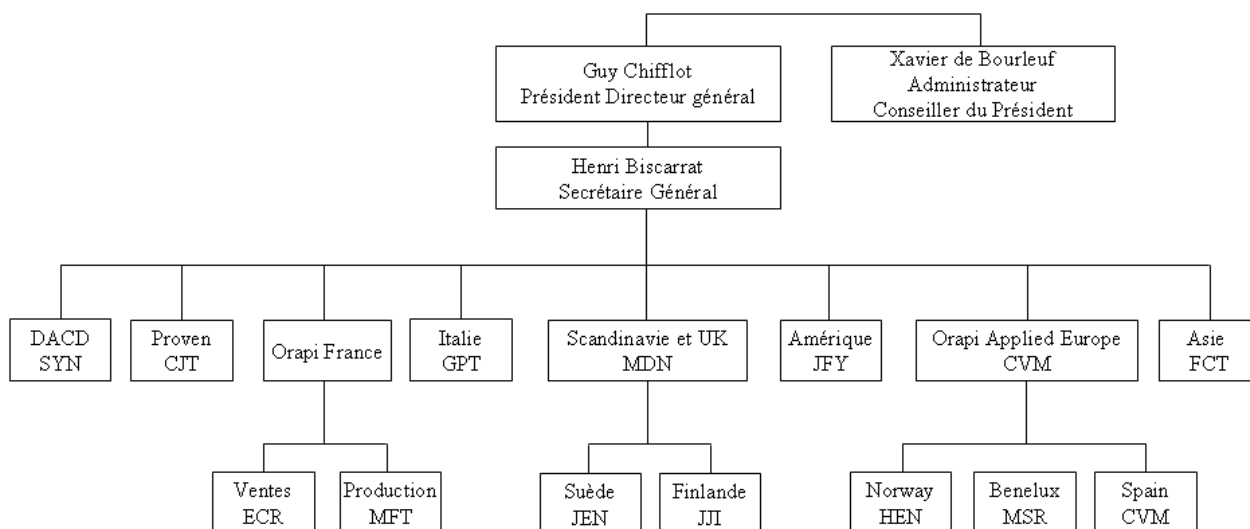 Guy Chifflot
Président Directeur général
Xavier de Bourleuf
Administrateur
Conseiller du Président
Henri Biscarrat
Secrétaire Général
DACD
SYN
Proven
CJT
Orapi France
Italie
GPT
Scandinavie et UK
MDN
Amérique
JFY
Orapi Applied Europe
CVM
Asie
FCT
Ventes
ECR
Production
MFT
Suède
JEN
Finlande
JJI
Norway
HEN
Benelux
MSR
Spain
CVM